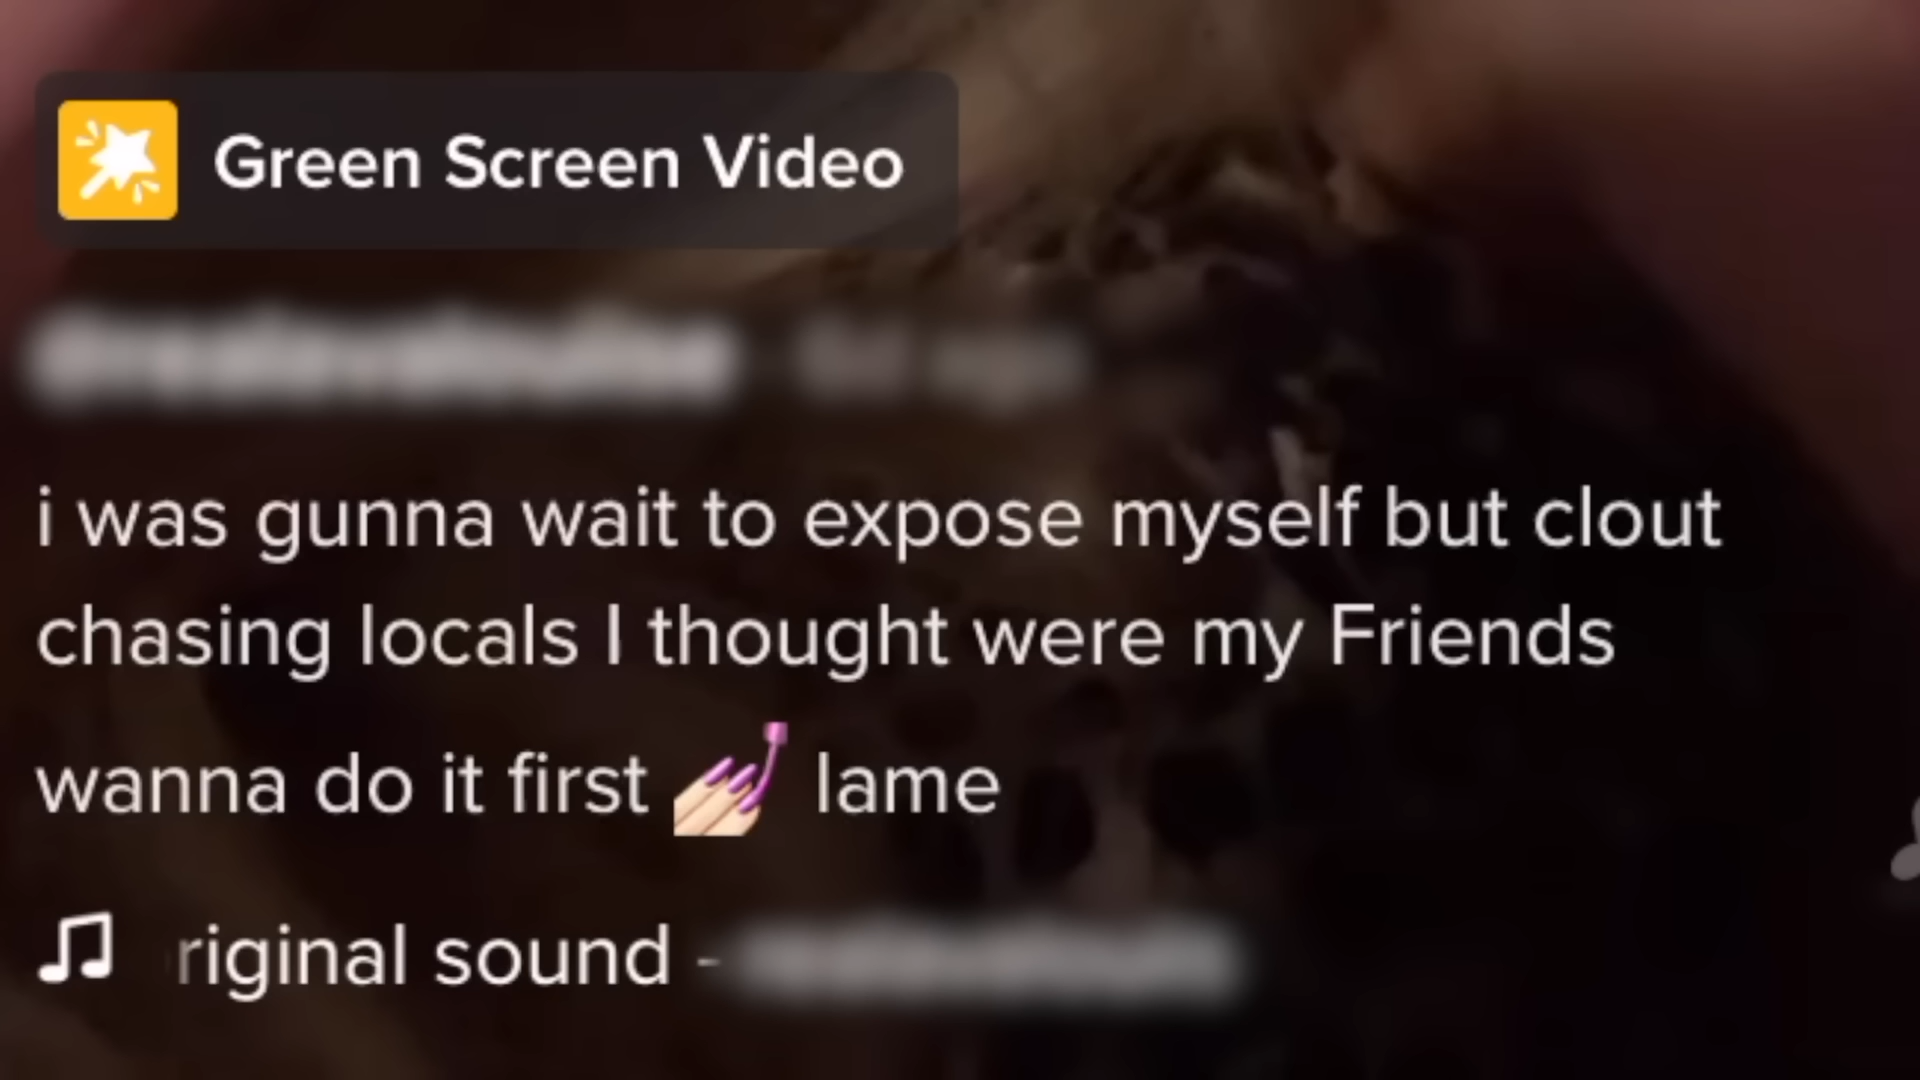 Green Screen Video
i was gunna wait to expose myself but clout
chasing locals I thought were my Friends
wanna do it first 💅🏻 lame
riginal sound -